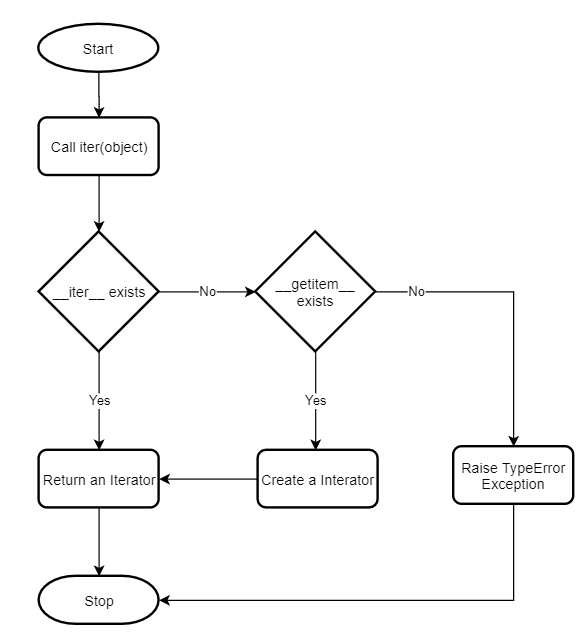 Start
Call iter(object)
__iter__ exists
No
__getitem__
exists
No
Yes
Yes
Return an Iterator
Create a Interator
Raise TypeError
Exception
Stop